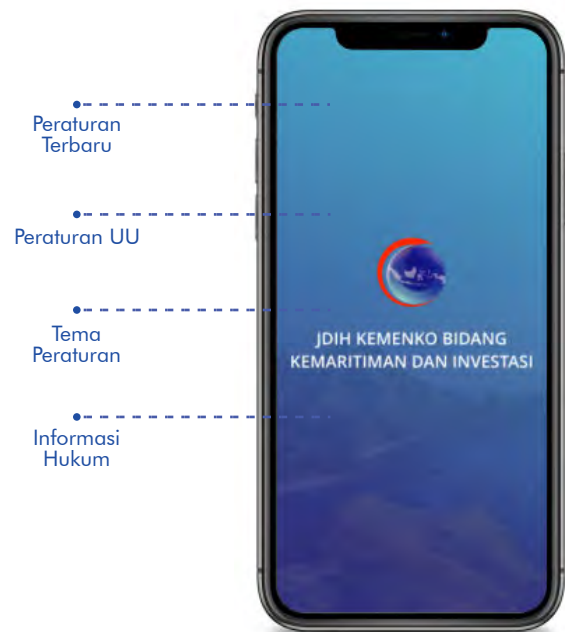 Peraturan
Terbaru
Peraturan UU
Tema
Peraturan
Informasi
Hukum
JDIH KEMENKO BIDANG
KEMARITIMAN DAN INVESTASI